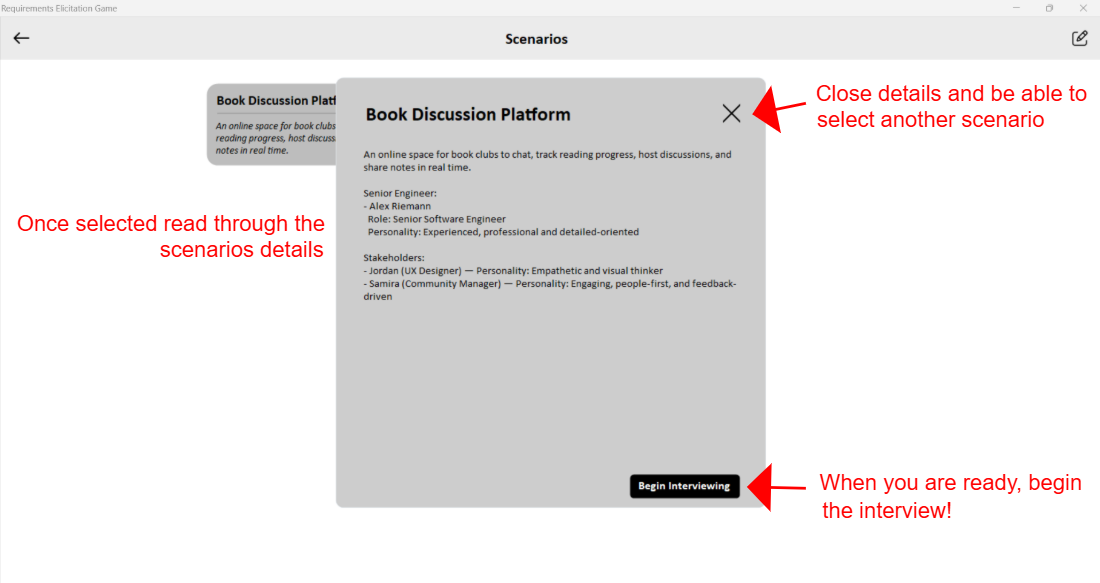 Requirements Elicitation Game
Scenarios
Book Discussion Platf
An online space for book clubs
reading progress, host discuss
notes in real time.
Book Discussion Platform
An online space for book clubs to chat, track reading progress, host discussions, and
share notes in real time.
Senior Engineer:
- Alex Riemann
Role: Senior Software Engineer
Personality: Experienced, professional and detailed-oriented
Stakeholders:
- Jordan (UX Designer) — Personality: Empathetic and visual thinker
- Samira (Community Manager) — Personality: Engaging, people-first, and feedback-
driven
Begin Interviewing
Close details and be able to
select another scenario
Once selected read through the
scenarios details
When you are ready, begin
the interview!